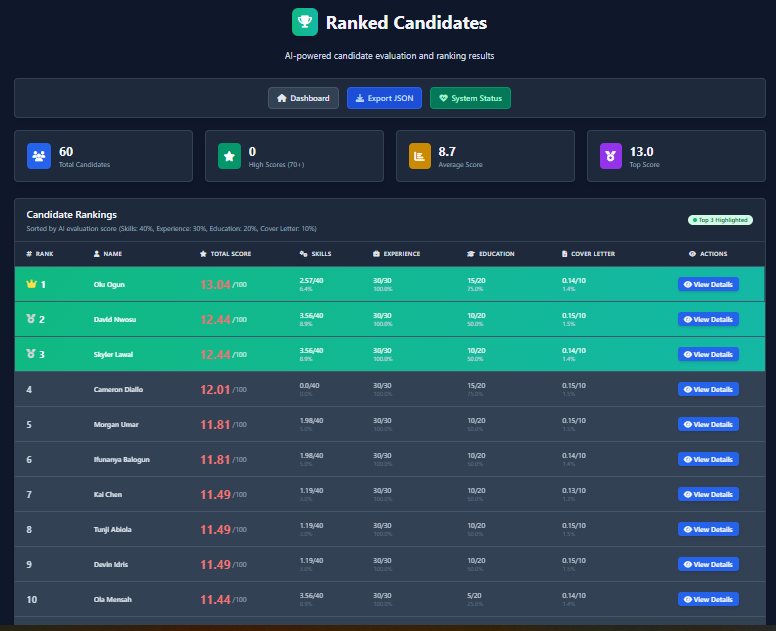 Ranked Candidates
AI-powered candidate evaluation and ranking results
Dashboard Export JSON System Status
60
Total Candidates
0
High Scores (70+)
8.7
Average Score
13.0
Top Score
Candidate Rankings
Sorted by AI evaluation score (Skills: 40%, Experience: 30%, Education: 20%, Cover Letter: 10%)
Top 3 Highlighted
# RANK NAME TOTAL SCORE SKILLS EXPERIENCE EDUCATION COVER LETTER ACTIONS
1 Olu Ogun 13.04/100 2.57/40 30/30 15/20 0.14/10 View Details
6.4% 100.0% 75.0% 1.4%
2 David Nwosu 12.44/100 3.56/40 30/30 10/20 0.15/10 View Details
8.9% 100.0% 50.0% 1.5%
3 Skyler Lawal 12.44/100 3.56/40 30/30 10/20 0.14/10 View Details
8.9% 100.0% 50.0% 1.4%
4 Cameron Diallo 12.01/100 0.0/40 30/30 15/20 0.15/10 View Details
0.0% 100.0% 75.0% 1.5%
5 Morgan Umar 11.81/100 1.98/40 30/30 10/20 0.15/10 View Details
5.0% 100.0% 50.0% 1.5%
6 Ifunanya Balogun 11.81/100 1.98/40 30/30 10/20 0.14/10 View Details
5.0% 100.0% 50.0% 1.4%
7 Kai Chen 11.49/100 1.19/40 30/30 10/20 0.13/10 View Details
3.0% 100.0% 50.0% 1.3%
8 Tunji Abiola 11.49/100 1.19/40 30/30 10/20 0.15/10 View Details
3.0% 100.0% 50.0% 1.5%
9 Devin Idris 11.49/100 1.19/40 30/30 10/20 0.15/10 View Details
3.0% 100.0% 50.0% 1.5%
10 Ola Mensah 11.44/100 3.56/40 30/30 5/20 0.14/10 View Details
8.9% 100.0% 25.0% 1.4%